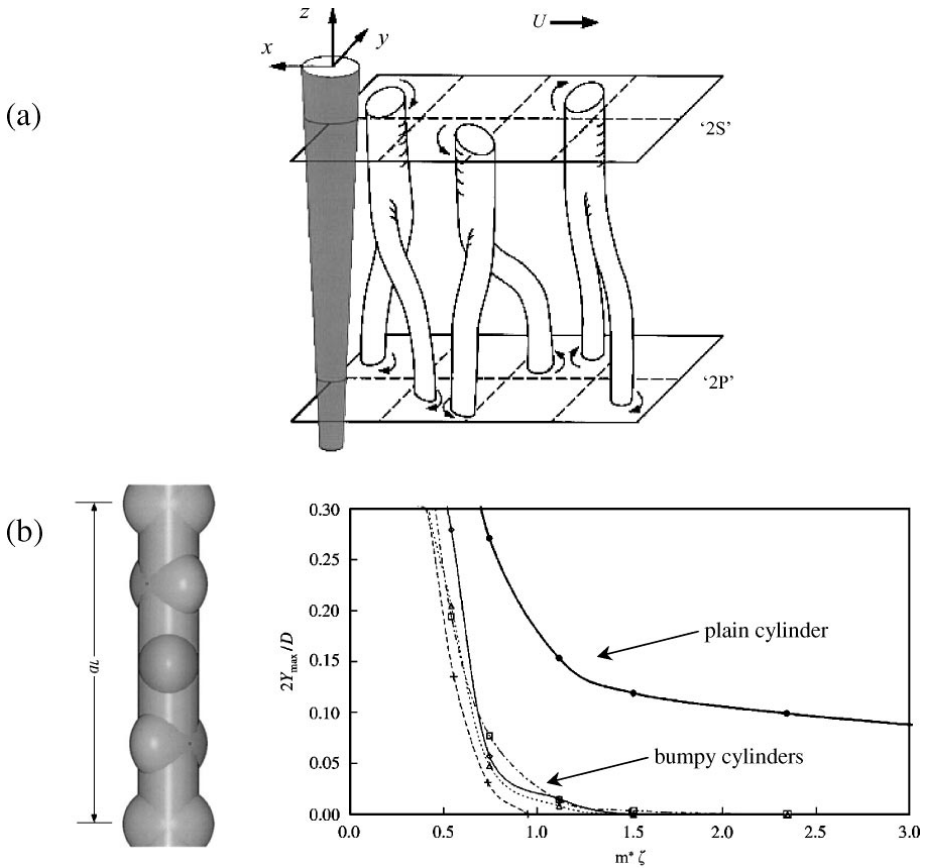 (a)
z
x
y
U
'2S'
'2P'
(b)
2Y_max/D
0.30
0.25
0.20
0.15
0.10
0.05
0.00
plain cylinder
bumpy cylinders
0.0 0.5 1.0 1.5 2.0 2.5 3.0
m* ζ